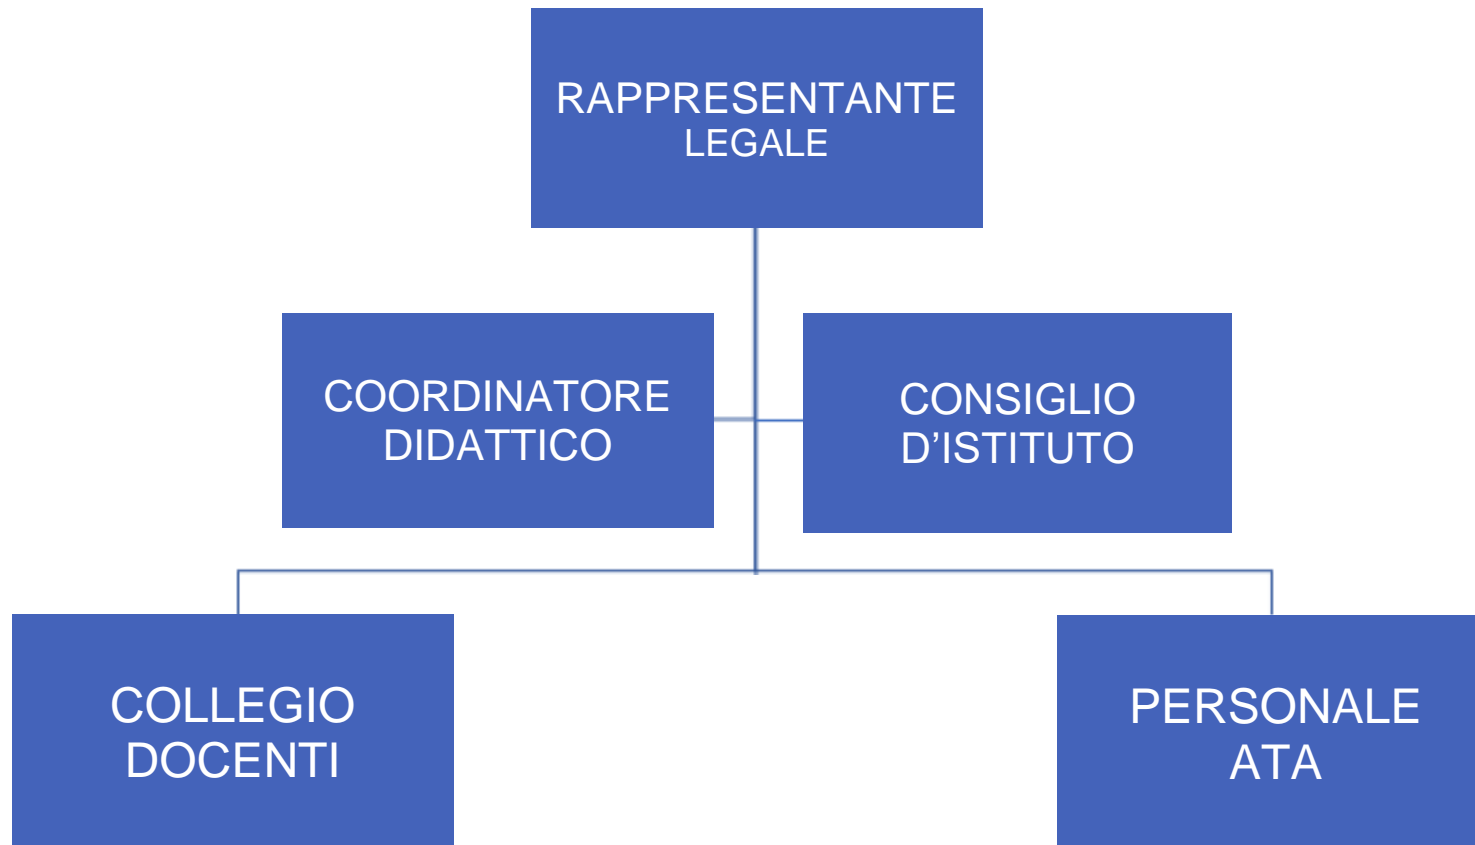 RAPPRESENTANTE
LEGALE
COORDINATORE
DIDATTICO
CONSIGLIO
D’ISTITUTO
COLLEGIO
DOCENTI
PERSONALE
ATA